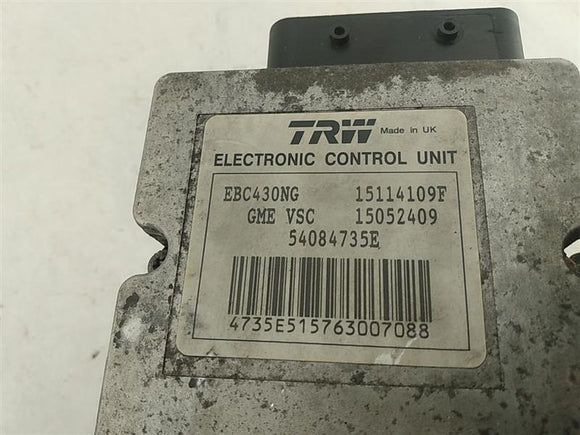 TRW Made in UK
ELECTRONIC CONTROL UNIT
EBC430NG 15114109F
GME VSC 15052409
54084735E
4735E515763007088